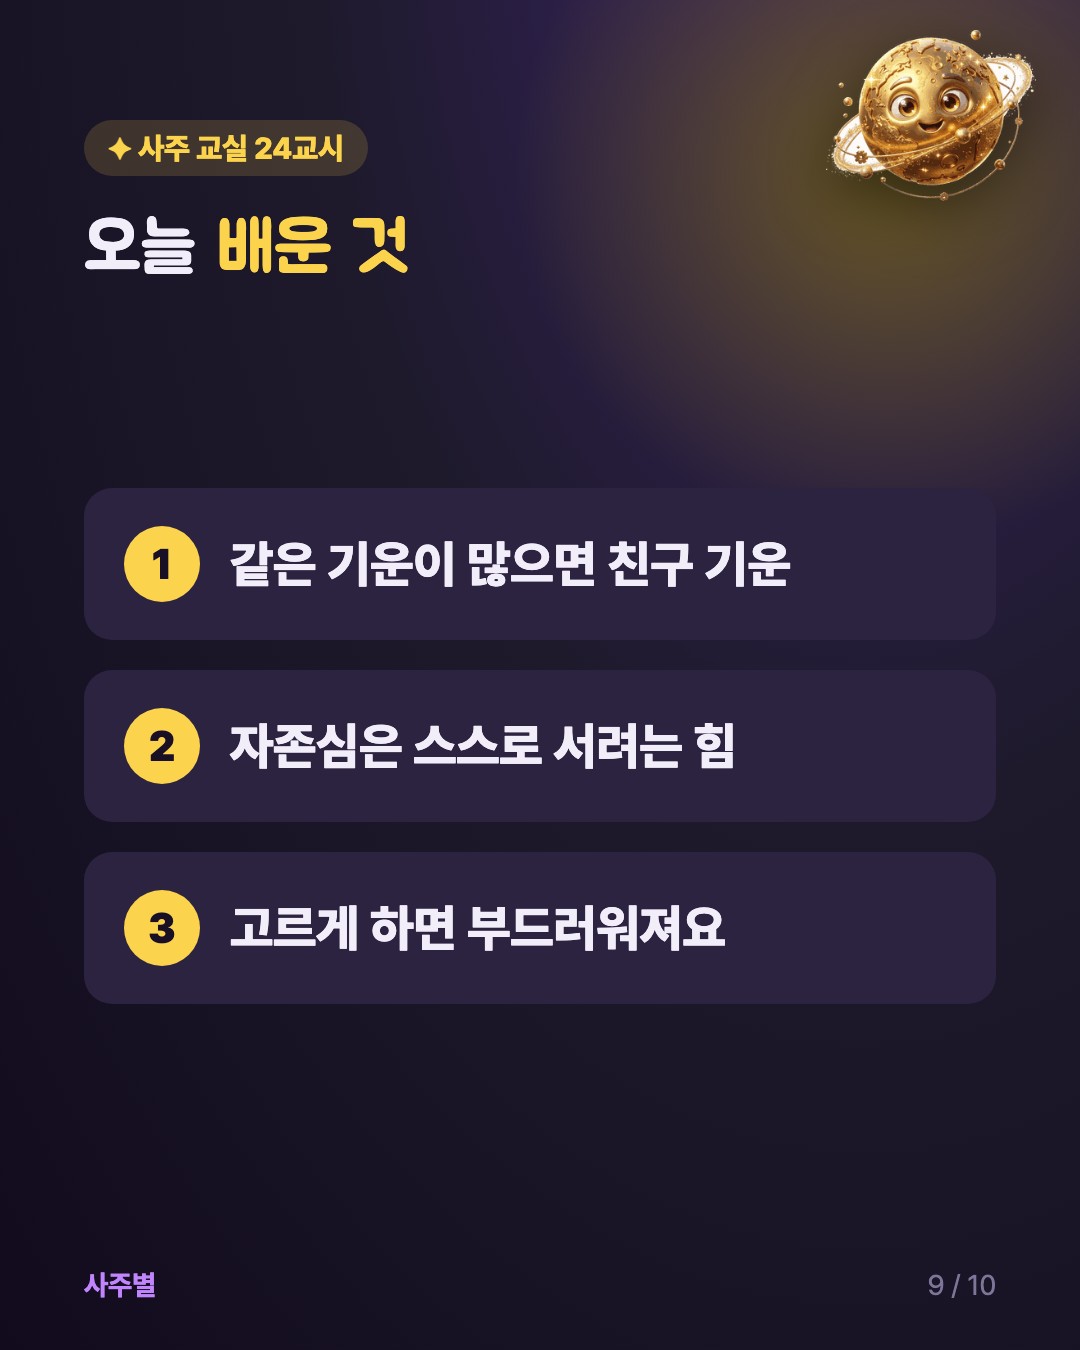 ✦ 사주 교실 24교시
오늘 배운 것
1 같은 기운이 많으면 친구 기운
2 자존심은 스스로 서려는 힘
3 고르게 하면 부드러워져요
사주별
9 / 10